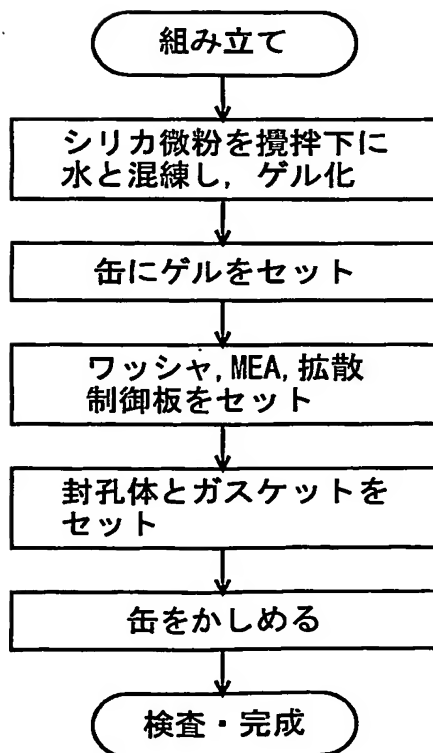 組み立て
シリカ微粉を攪拌下に
水と混練し，ゲル化
缶にゲルをセット
ワッシャ,MEA,拡散
制御板をセット
封孔体とガスケットを
セット
缶をかしめる
検査・完成